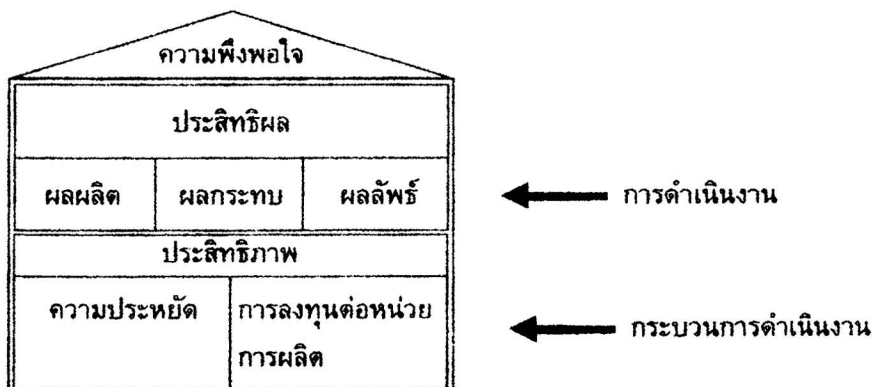 ความพึงพอใจ
ประสิทธิผล
ผลผลิต ผลกระทบ ผลลัพธ์
การดำเนินงาน
ประสิทธิภาพ
ความประหยัด
การลงทุนต่อหน่วย
การผลิต
กระบวนการดำเนินงาน